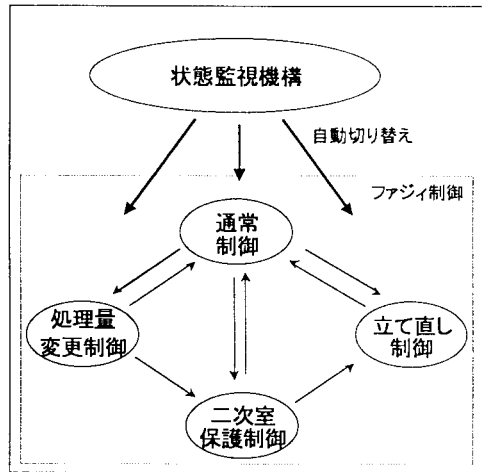 状態監視機構
自動切り替え
ファジィ制御
通常
制御
処理量
変更制御
立て直し
制御
二次室
保護制御